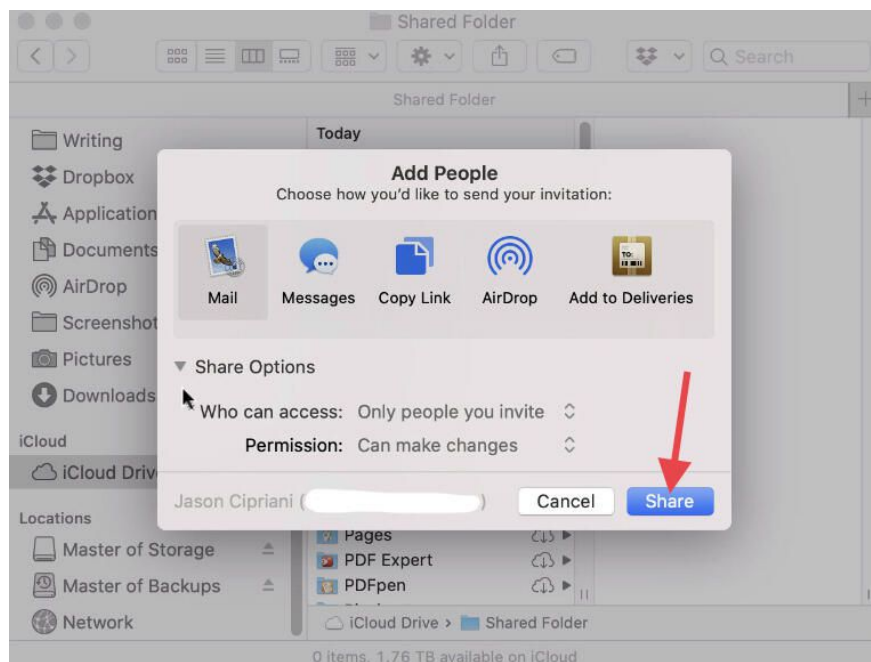 Shared Folder
Search
Shared Folder
Writing
Today
Dropbox
Application
Documents
AirDrop
Screenshot
Pictures
Downloads
iCloud
iCloud Driv
Locations
Master of Storage
Master of Backups
Network
Add People
Choose how you'd like to send your invitation:
TO:
Mail Messages Copy Link AirDrop Add to Deliveries
Share Options
Who can access: Only people you invite
Permission: Can make changes
Jason Cipriani ( ) Cancel Share
Pages
PDF Expert
PDFpen
iCloud Drive › Shared Folder
0 items, 1.76 TB available on iCloud